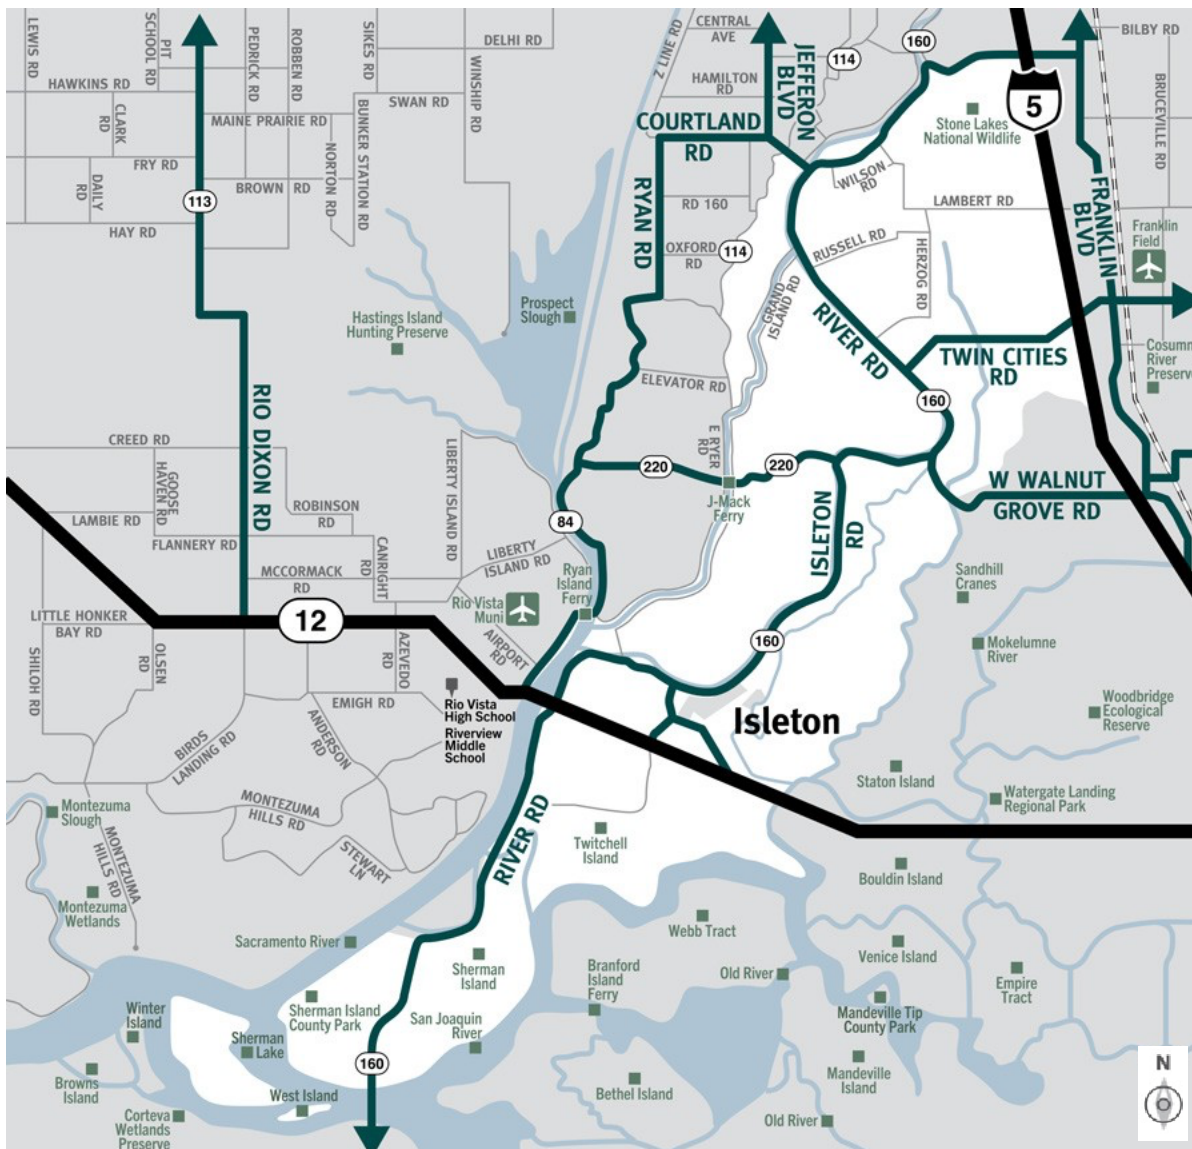 LEWIS RD
PIT
SCHOOL RD
PEDRICK RD
ROBBEN RD
SIKES RD
DELHI RD
WINSHIP RD
Z LINE RD
CENTRAL
AVE
JEFFERON
BLVD
114
160
BILBY RD
HAWKINS RD
CLARK
RD
MAINE PRAIRIE RD
SWAN RD
BUNKER STATION RD
NORTON RD
HAMILTON
RD
COURTLAND
RD
Stone Lakes
National Wildlife
5
BRUCEVILLE RD
FRY RD
DAILY
RD
BROWN RD
113
HAY RD
RYAN RD
WILSON
RD
LAMBERT RD
RD 160
OXFORD
RD
114
RUSSELL RD
HERZOG RD
FRANKLIN
BLVD
Franklin
Field
Hastings Island
Hunting Preserve
Prospect
Slough
GRAND
ISLAND RD
RIVER RD
TWIN CITIES
RD
Cosumn
River
Preserve
ELEVATOR RD
160
RIO DIXON RD
CREED RD
GOOSE
HAVEN RD
LIBERTY ISLAND RD
E RYER
RD
220
220
J-Mack
Ferry
W WALNUT
GROVE RD
ROBINSON
RD
LAMBIE RD
FLANNERY RD
CANRIGHT
RD
84
LIBERTY
ISLAND RD
ISLETON
RD
MCCORMACK
RD
Ryan
Island
Ferry
Rio Vista
Muni
Sandhill
Cranes
12
LITTLE HONKER
BAY RD
AIRPORT
RD
160
Mokelumne
River
SHILOH RD
OLSEN
RD
AZEVEDO
RD
EMIGH RD
Rio Vista
High School
Riverview
Middle
School
Isleton
Woodbridge
Ecological
Reserve
BIRDS
LANDING RD
ANDERSON
RD
Staton Island
Watergate Landing
Regional Park
Montezuma
Slough
MONTEZUMA
HILLS RD
MONTEZUMA
HILLS RD
STEWART
LN
RIVER RD
Twitchell
Island
Bouldin Island
Montezuma
Wetlands
Webb Tract
Sacramento River
Sherman
Island
Branford
Island
Ferry
Old River
Venice Island
Empire
Tract
Winter
Island
Sherman Island
County Park
San Joaquin
River
Mandeville Tip
County Park
Sherman
Lake
160
Browns
Island
West Island
Bethel Island
Mandeville
Island
Corteva
Wetlands
Preserve
Old River
N